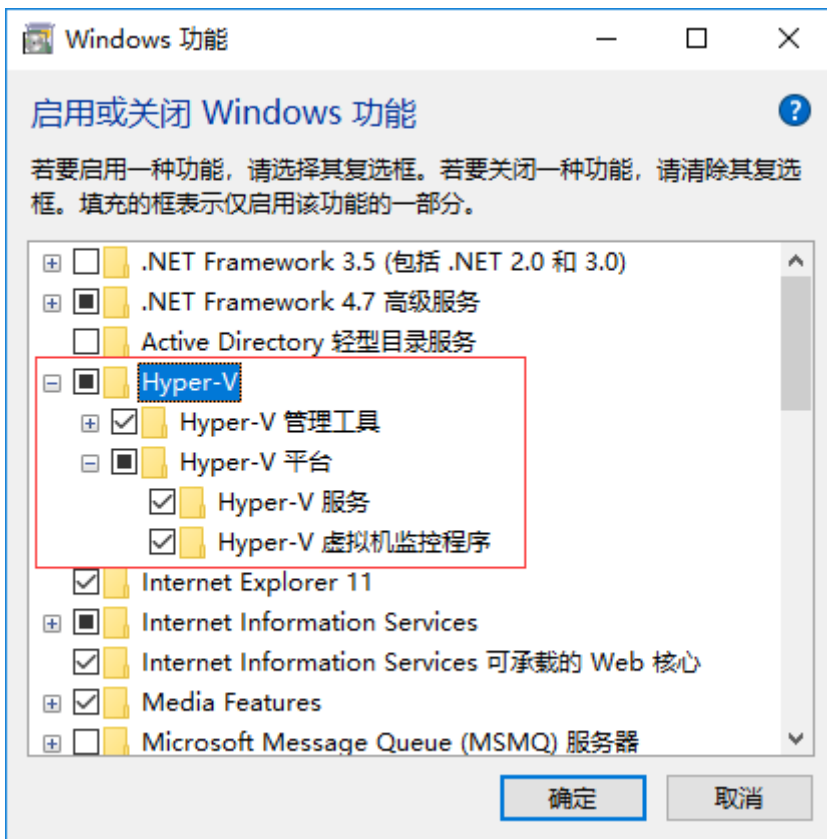 Windows 功能
启用或关闭 Windows 功能
若要启用一种功能，请选择其复选框。若要关闭一种功能，请清除其复选
框。填充的框表示仅启用该功能的一部分。
.NET Framework 3.5 (包括 .NET 2.0 和 3.0)
.NET Framework 4.7 高级服务
Active Directory 轻型目录服务
Hyper-V
Hyper-V 管理工具
Hyper-V 平台
Hyper-V 服务
Hyper-V 虚拟机监控程序
Internet Explorer 11
Internet Information Services
Internet Information Services 可承载的 Web 核心
Media Features
Microsoft Message Queue (MSMQ) 服务器
确定 取消